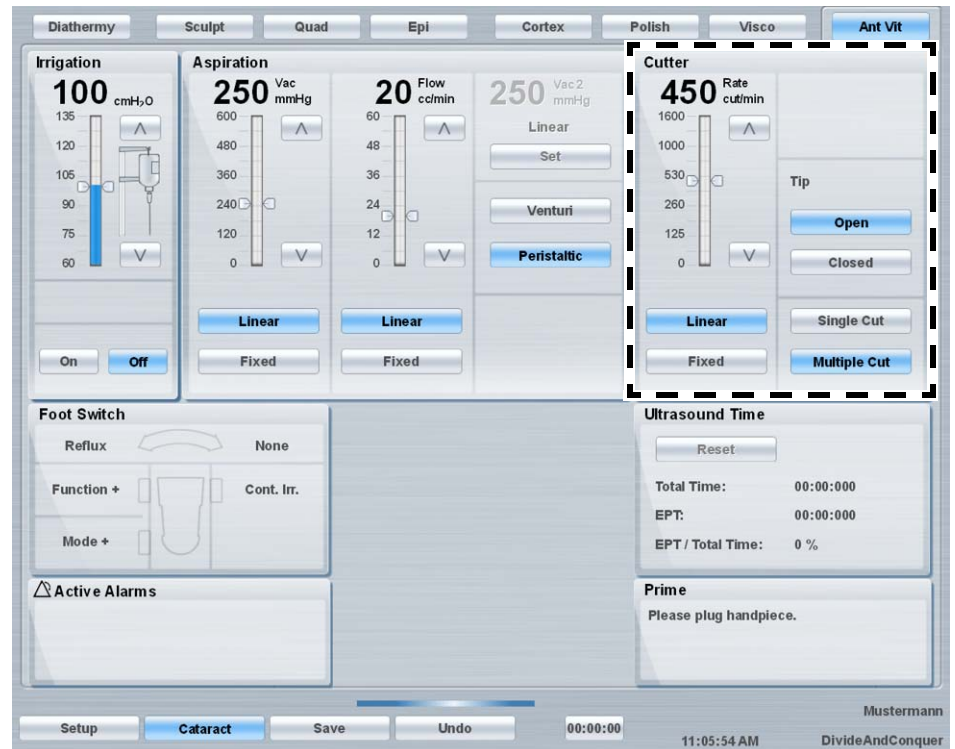 Diathermy Sculpt Quad Epi Cortex Polish Visco Ant Vit
Irrigation
100 cmH₂O
135
120
105
90
75
60
On Off
Aspiration
250 Vac mmHg
600
480
360
240
120
0
Linear
Fixed
20 Flow cc/min
60
48
36
24
12
0
Linear
Fixed
250 Vac 2 mmHg
Linear
Set
Venturi
Peristaltic
Cutter
450 Rate cut/min
1600
1000
530
260
125
0
Linear
Fixed
Tip
Open
Closed
Single Cut
Multiple Cut
Foot Switch
Reflux None
Function + Cont. Irr.
Mode +
Ultrasound Time
Reset
Total Time: 00:00:000
EPT: 00:00:000
EPT / Total Time: 0 %
Active Alarms
Prime
Please plug handpiece.
Setup Cataract Save Undo 00:00:00
Mustermann
11:05:54 AM DivideAndConquer